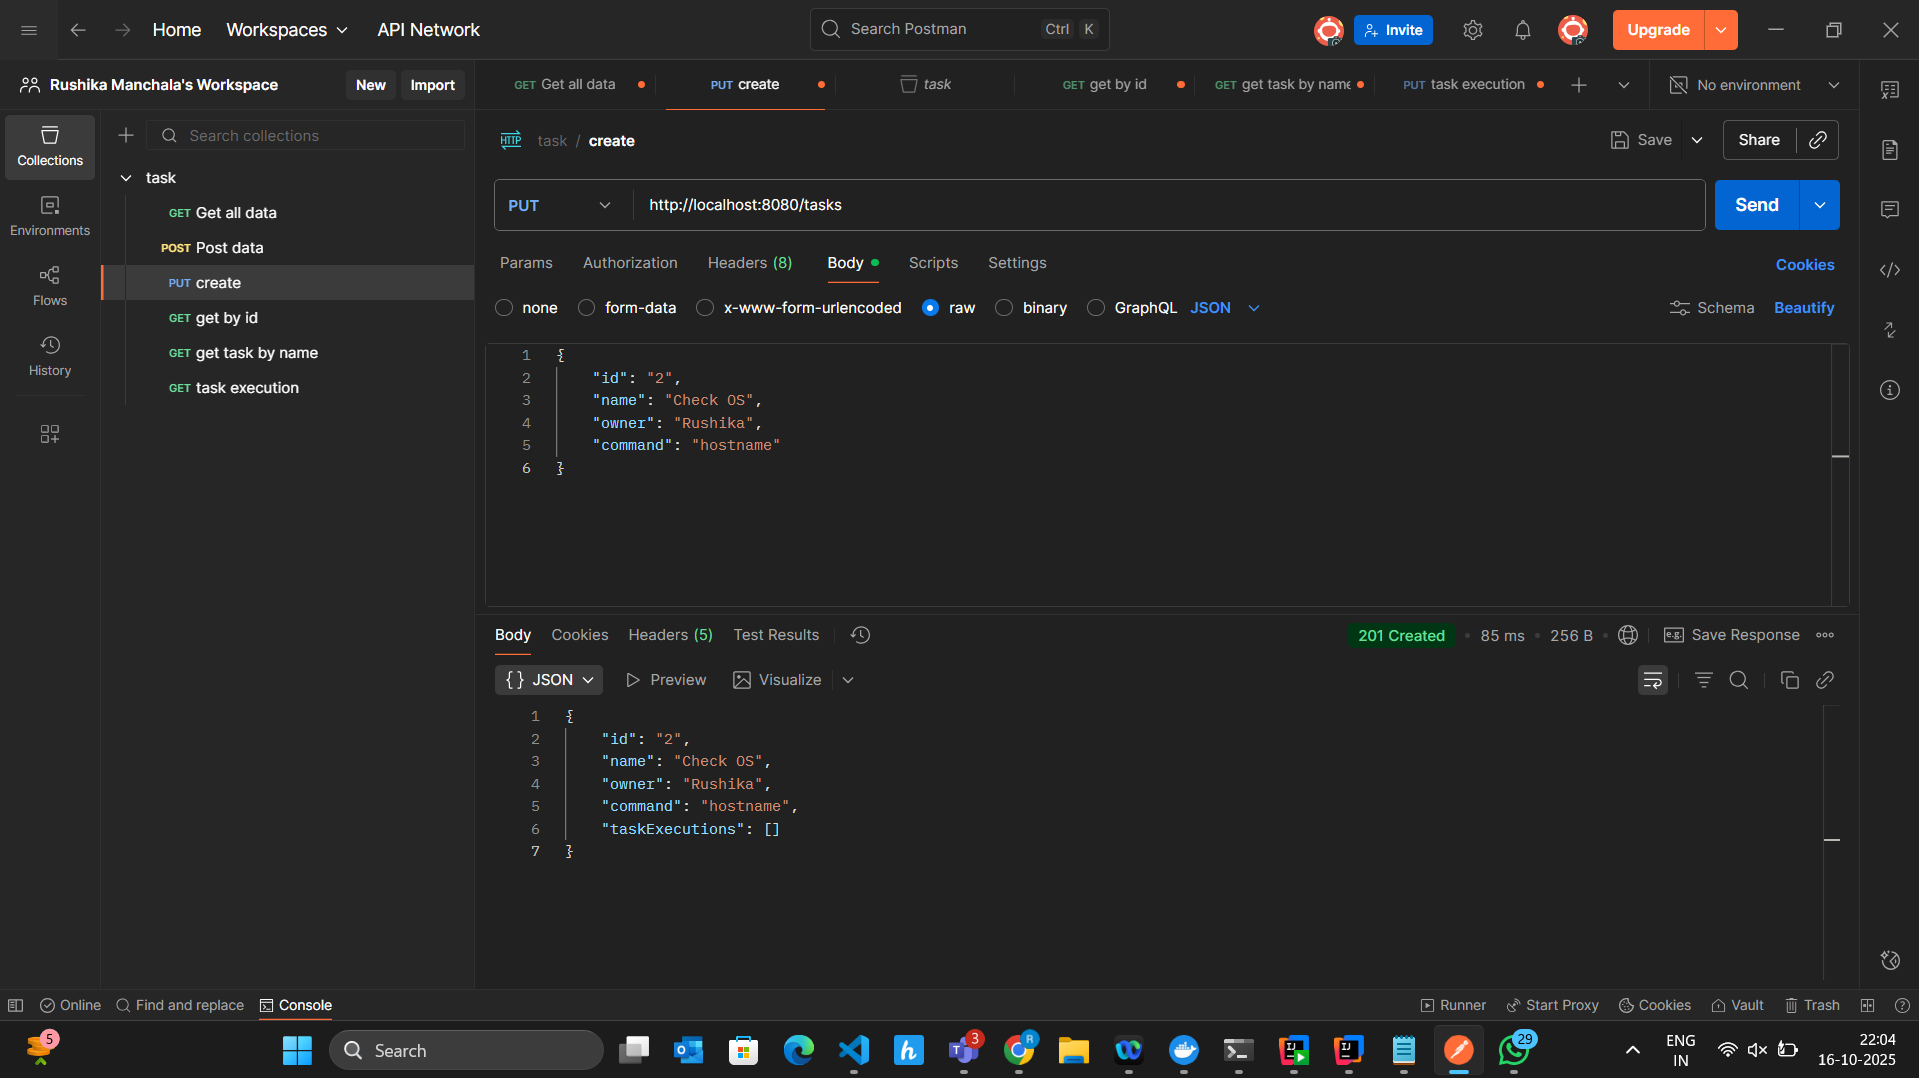 Home
Workspaces
API Network
Search Postman
Ctrl
K
Invite
Upgrade
Rushika Manchala's Workspace
New
Import
GET Get all data
PUT create
task
GET get by id
GET get task by name
PUT task execution
No environment
Collections
Environments
Flows
History
Search collections
task
GET Get all data
POST Post data
PUT create
GET get by id
GET get task by name
GET task execution
HTTP
task / create
Save
Share
PUT
http://localhost:8080/tasks
Send
Params
Authorization
Headers (8)
Body
Scripts
Settings
Cookies
none
form-data
x-www-form-urlencoded
raw
binary
GraphQL
JSON
Schema
Beautify
1 {
2 "id": "2",
3 "name": "Check OS",
4 "owner": "Rushika",
5 "command": "hostname"
6 }
Body
Cookies
Headers (5)
Test Results
201 Created
85 ms
256 B
e.g.
Save Response
{} JSON
Preview
Visualize
1 {
2 "id": "2",
3 "name": "Check OS",
4 "owner": "Rushika",
5 "command": "hostname",
6 "taskExecutions": []
7 }
Online
Find and replace
Console
Runner
Start Proxy
Cookies
Vault
Trash
5
Search
3
R
29
ENG
IN
22:04
16-10-2025